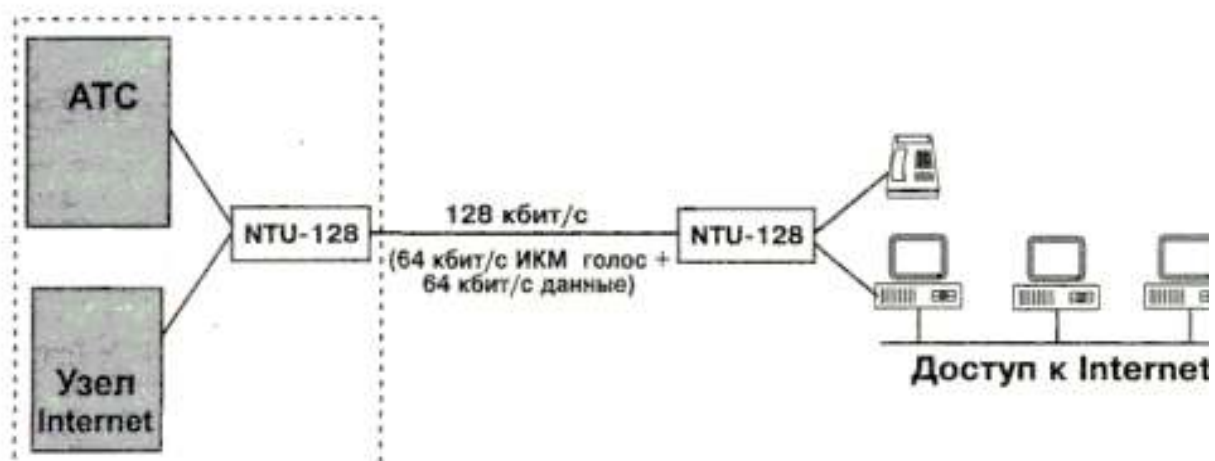 АТС
NTU-128
128 кбит/с
(64 кбит/с ИКМ голос +
64 кбит/с данные)
NTU-128
Узел
Internet
Доступ к Internet